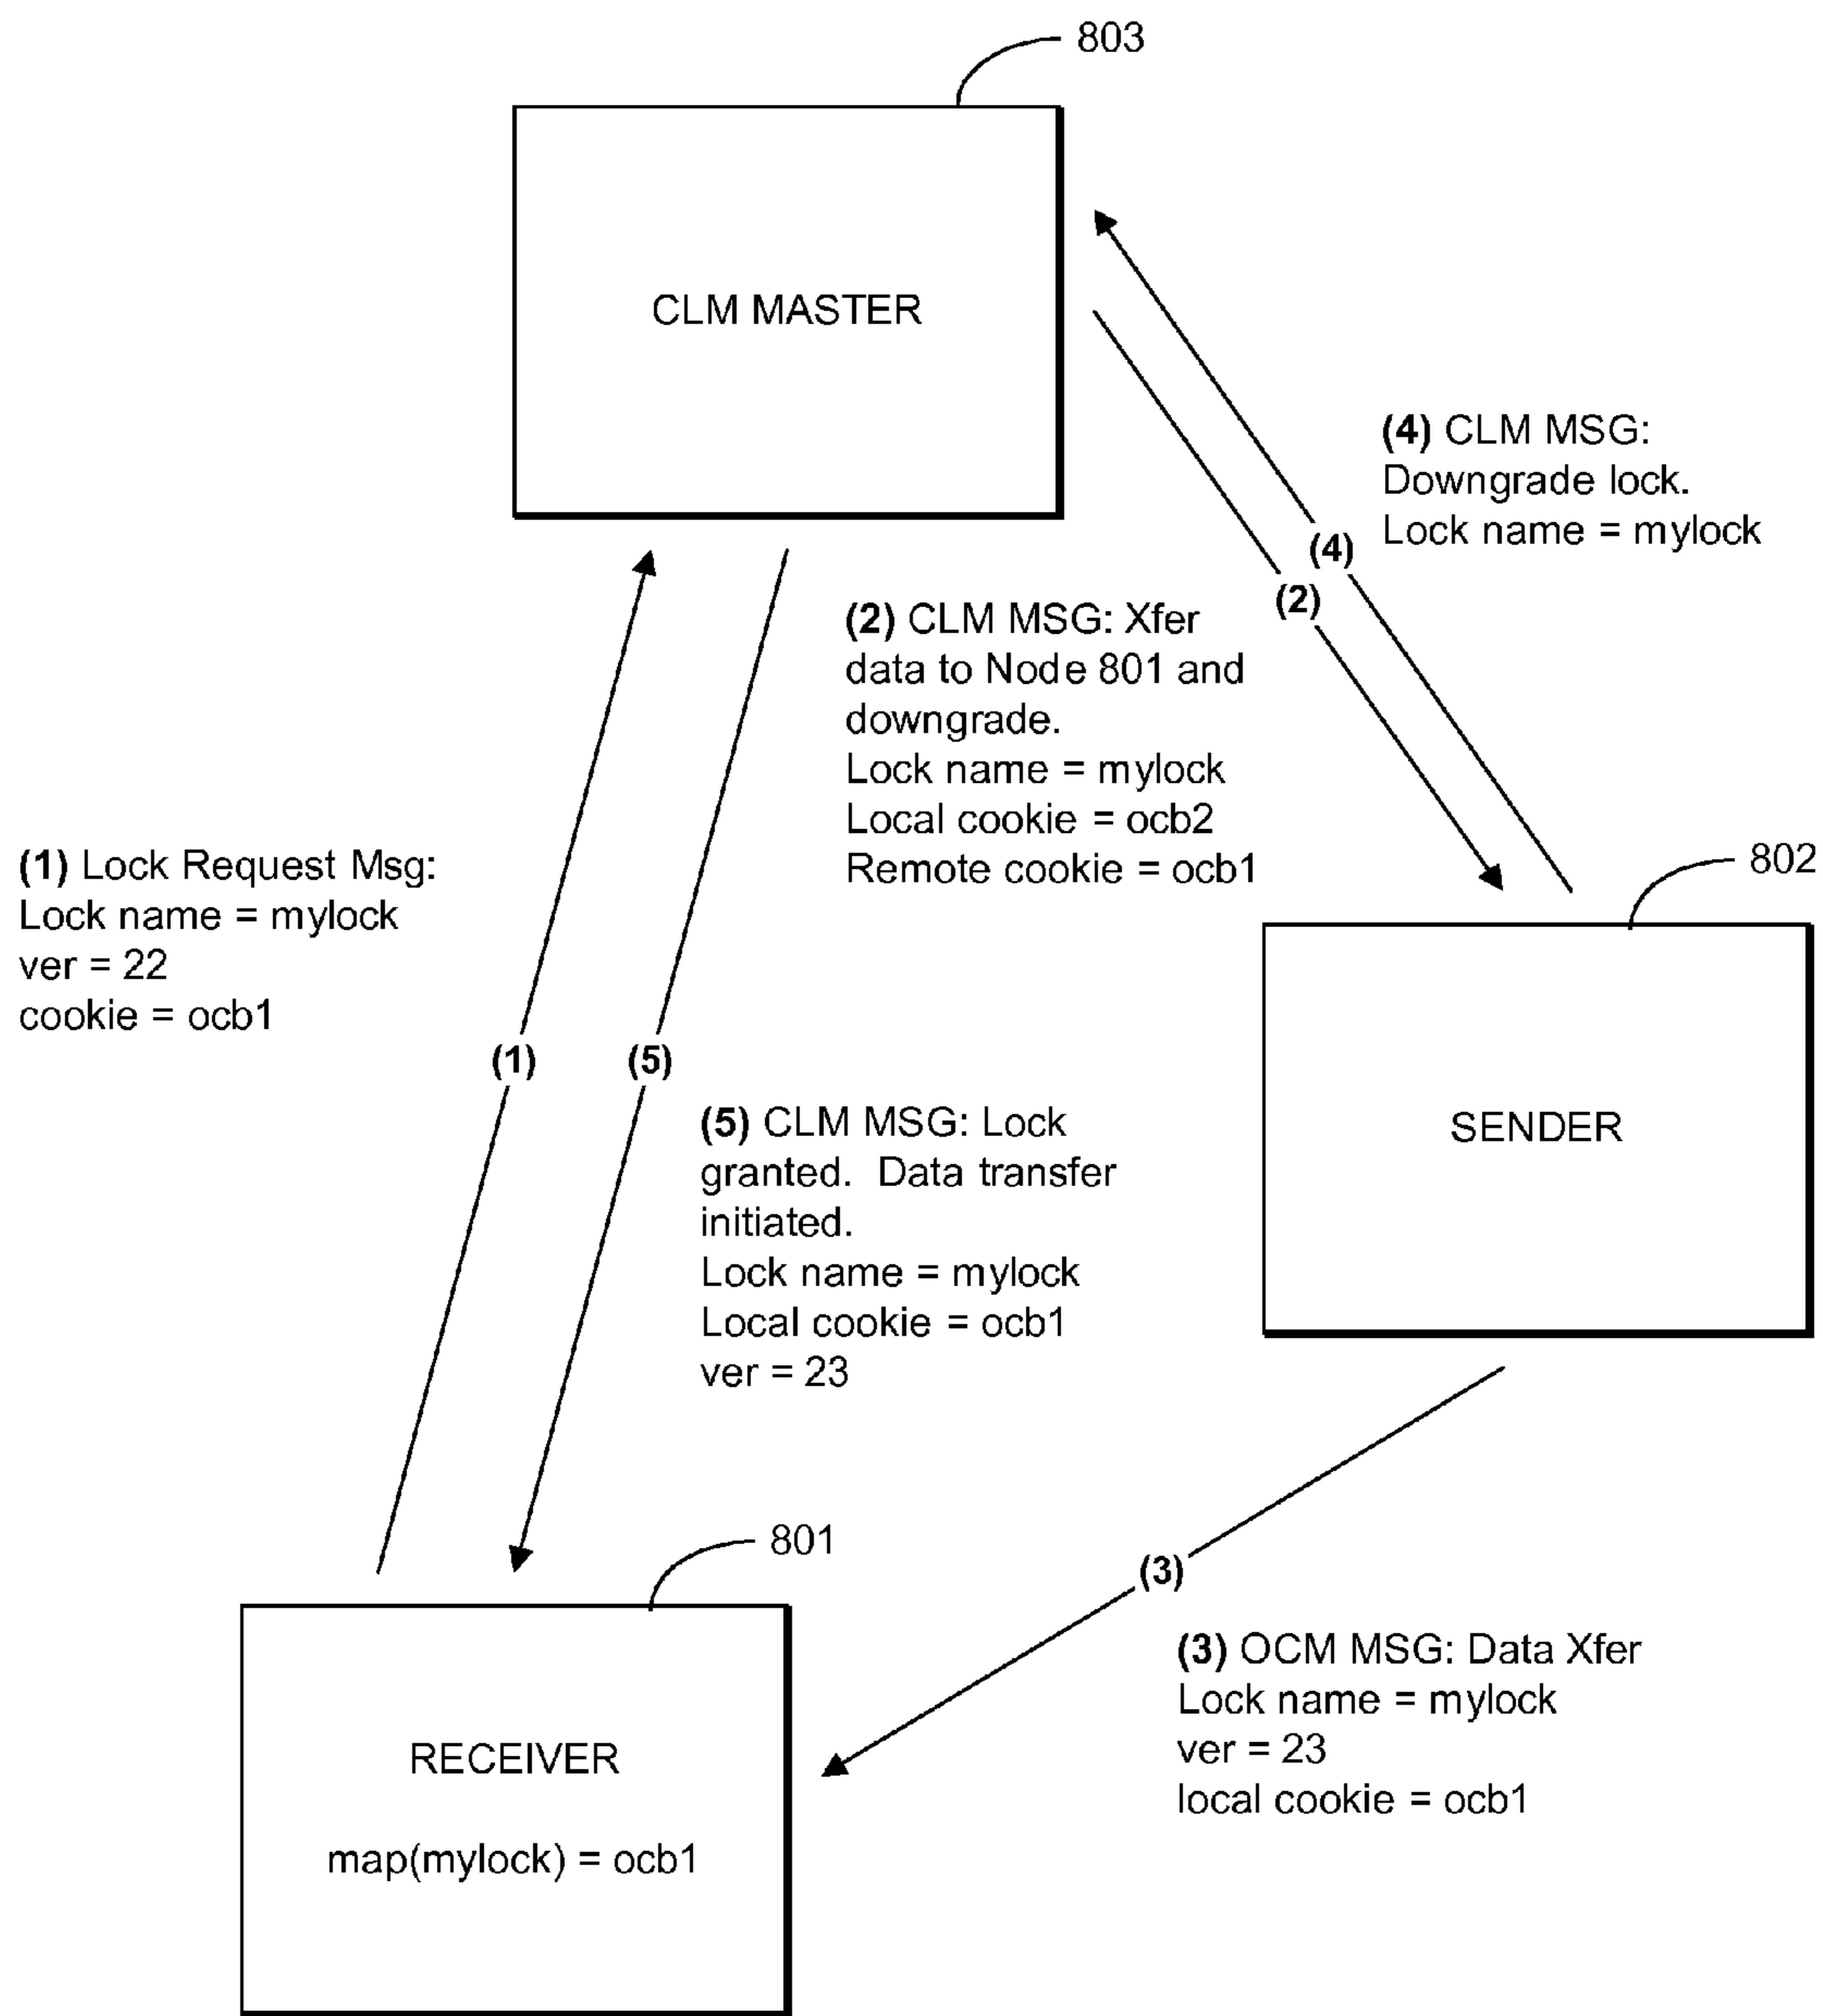 803
CLM MASTER
(4) CLM MSG:
Downgrade lock.
Lock name = mylock
(4)
(2)
(2) CLM MSG: Xfer
data to Node 801 and
downgrade.
Lock name = mylock
Local cookie = ocb2
Remote cookie = ocb1
(1) Lock Request Msg:
Lock name = mylock
ver = 22
cookie = ocb1
802
SENDER
(1)
(5)
(5) CLM MSG: Lock
granted.  Data transfer
initiated.
Lock name = mylock
Local cookie = ocb1
ver = 23
801
(3)
(3) OCM MSG: Data Xfer
Lock name = mylock
ver = 23
local cookie = ocb1
RECEIVER
map(mylock) = ocb1